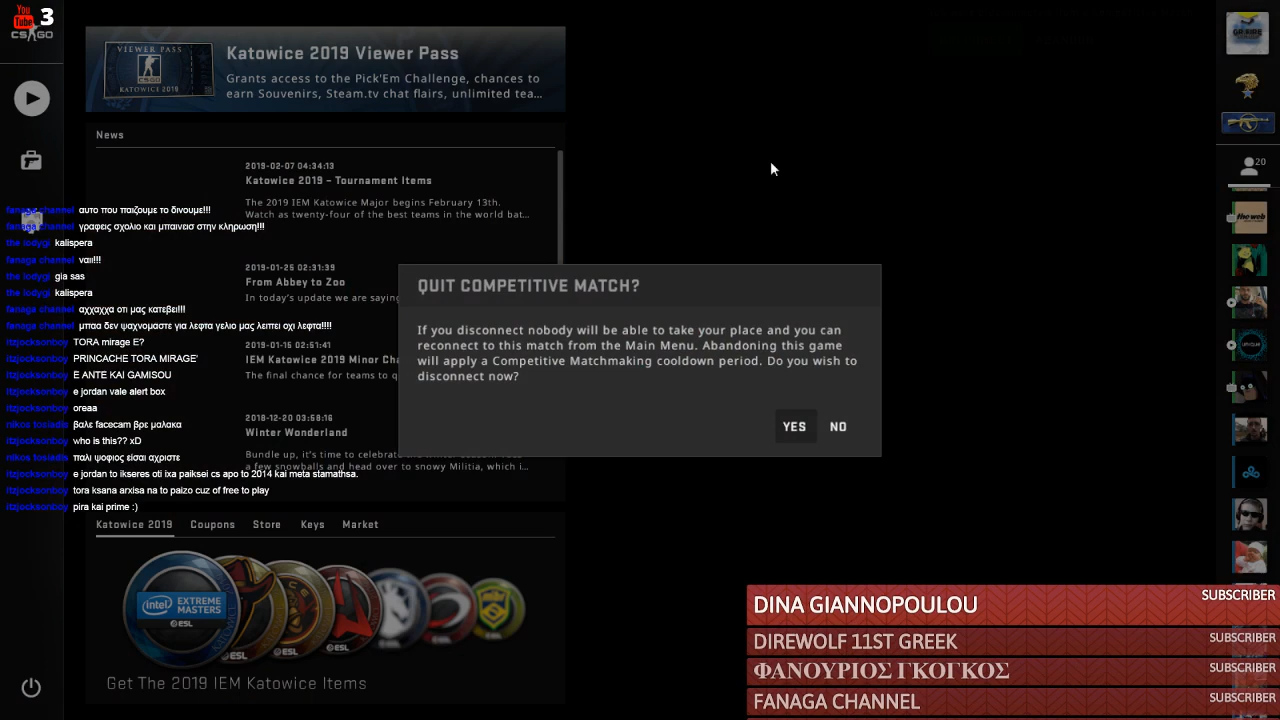 You
Tube
3
CS:GO
VIEWER PASS
KATOWICE 2019
Katowice 2019 Viewer Pass
Grants access to the Pick'Em Challenge, chances to
earn Souvenirs, Steam.tv chat flairs, unlimited tea...
News
2019-02-07 04:34:13
Katowice 2019 – Tournament Items
The 2019 IEM Katowice Major begins February 13th.
Watch as twenty-four of the best teams in the world bat...
2019-01-25 02:31:39
From Abbey to Zoo
In today's update we are saying
2019-01-15 02:51:41
IEM Katowice 2019 Minor Cha
The final chance for teams to q
2018-12-20 03:58:16
Winter Wonderland
Bundle up, it's time to celebrate
a few snowballs and head over to snowy Militia, which i...
fanaga channel αυτο που παιζουμε το δινουμε!!!
fanaga channel γραφεις σχολιο και μπαινεισ στην κληρωση!!!
the lodygi kalispera
fanaga channel ναιι!!!
the lodygi gia sas
the lodygi kalispera
fanaga channel αχχαχχα οτι μας κατεβει!!!
fanaga channel μπαα δεν ψαχνομαστε για λεφτα γελιο μας λειπει οχι λεφτα!!!!
itzjocksonboy TORA mirage E?
itzjocksonboy PRINCACHE TORA MIRAGE'
itzjocksonboy E ANTE KAI GAMISOU
itzjocksonboy e jordan vale alert box
itzjocksonboy oreaa
nikos tosladis βαλε facecam βρε μαλακα
itzjocksonboy who is this?? xD
nikos tosladis παλι ψοφιος εισαι αχριστε
itzjocksonboy e jordan to ikseres oti ixa paiksei cs apo to 2014 kai meta stamathsa.
itzjocksonboy tora ksana arxisa na to paizo cuz of free to play
itzjocksonboy pira kai prime :)
QUIT COMPETITIVE MATCH?
If you disconnect nobody will be able to take your place and you can
reconnect to this match from the Main Menu. Abandoning this game
will apply a Competitive Matchmaking cooldown period. Do you wish to
disconnect now?
YES NO
Katowice 2019 Coupons Store Keys Market
intel EXTREME MASTERS
ESL
ESL
ESL
ESL
ESL
ESL
Get The 2019 IEM Katowice Items
20
the web
DINA GIANNOPOULOU SUBSCRIBER
DIREWOLF 11ST GREEK SUBSCRIBER
ΦΑΝΟΥΡΙΟΣ ΓΚΟΓΚΟΣ SUBSCRIBER
FANAGA CHANNEL SUBSCRIBER